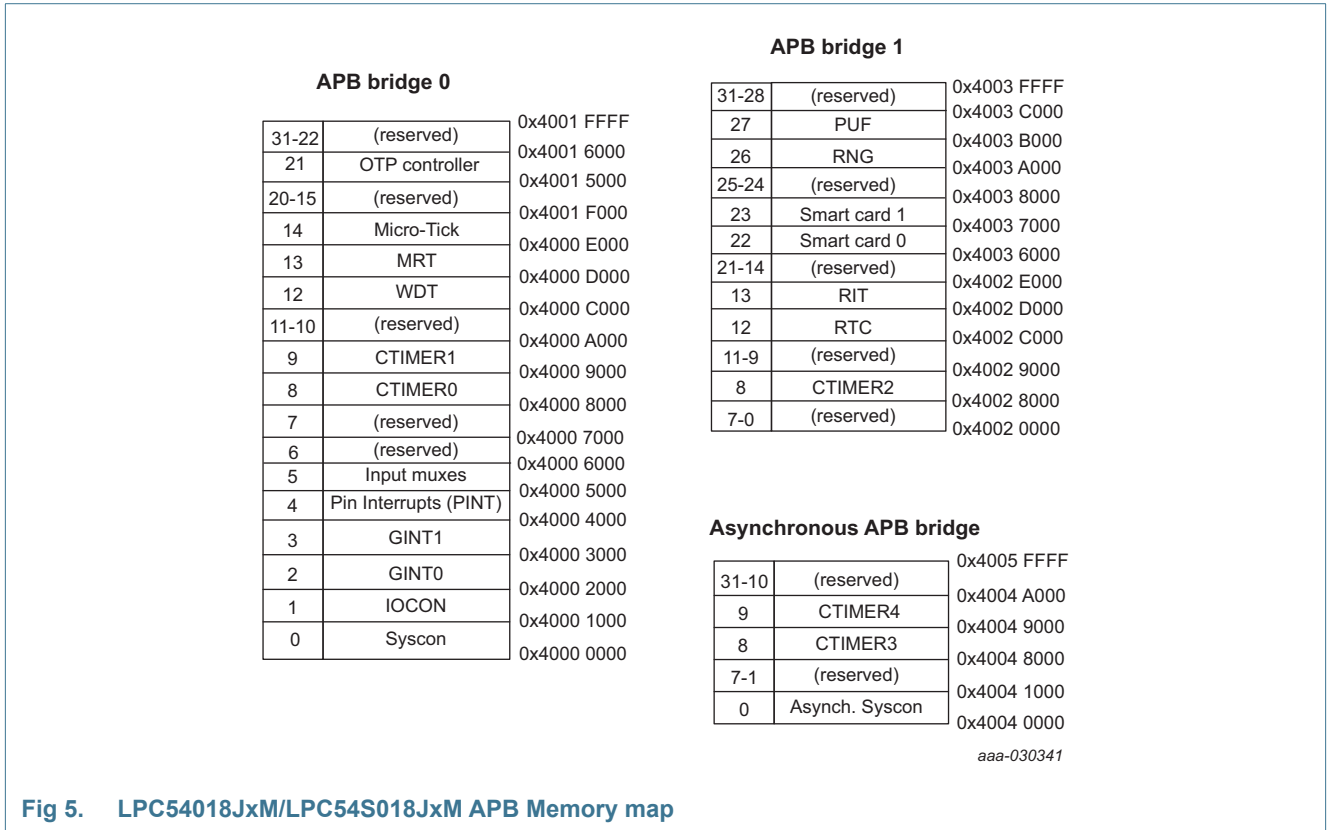 APB bridge 0
0x4001 FFFF
31-22 (reserved)
0x4001 6000
21 OTP controller
0x4001 5000
20-15 (reserved)
0x4001 F000
14 Micro-Tick
0x4000 E000
13 MRT
0x4000 D000
12 WDT
0x4000 C000
11-10 (reserved)
0x4000 A000
9 CTIMER1
0x4000 9000
8 CTIMER0
0x4000 8000
7 (reserved)
0x4000 7000
6 (reserved)
0x4000 6000
5 Input muxes
0x4000 5000
4 Pin Interrupts (PINT)
0x4000 4000
3 GINT1
0x4000 3000
2 GINT0
0x4000 2000
1 IOCON
0x4000 1000
0 Syscon
0x4000 0000
APB bridge 1
0x4003 FFFF
31-28 (reserved)
0x4003 C000
27 PUF
0x4003 B000
26 RNG
0x4003 A000
25-24 (reserved)
0x4003 8000
23 Smart card 1
0x4003 7000
22 Smart card 0
0x4003 6000
21-14 (reserved)
0x4002 E000
13 RIT
0x4002 D000
12 RTC
0x4002 C000
11-9 (reserved)
0x4002 9000
8 CTIMER2
0x4002 8000
7-0 (reserved)
0x4002 0000
Asynchronous APB bridge
0x4005 FFFF
31-10 (reserved)
0x4004 A000
9 CTIMER4
0x4004 9000
8 CTIMER3
0x4004 8000
7-1 (reserved)
0x4004 1000
0 Asynch. Syscon
0x4004 0000
aaa-030341
Fig 5. LPC54018JxM/LPC54S018JxM APB Memory map